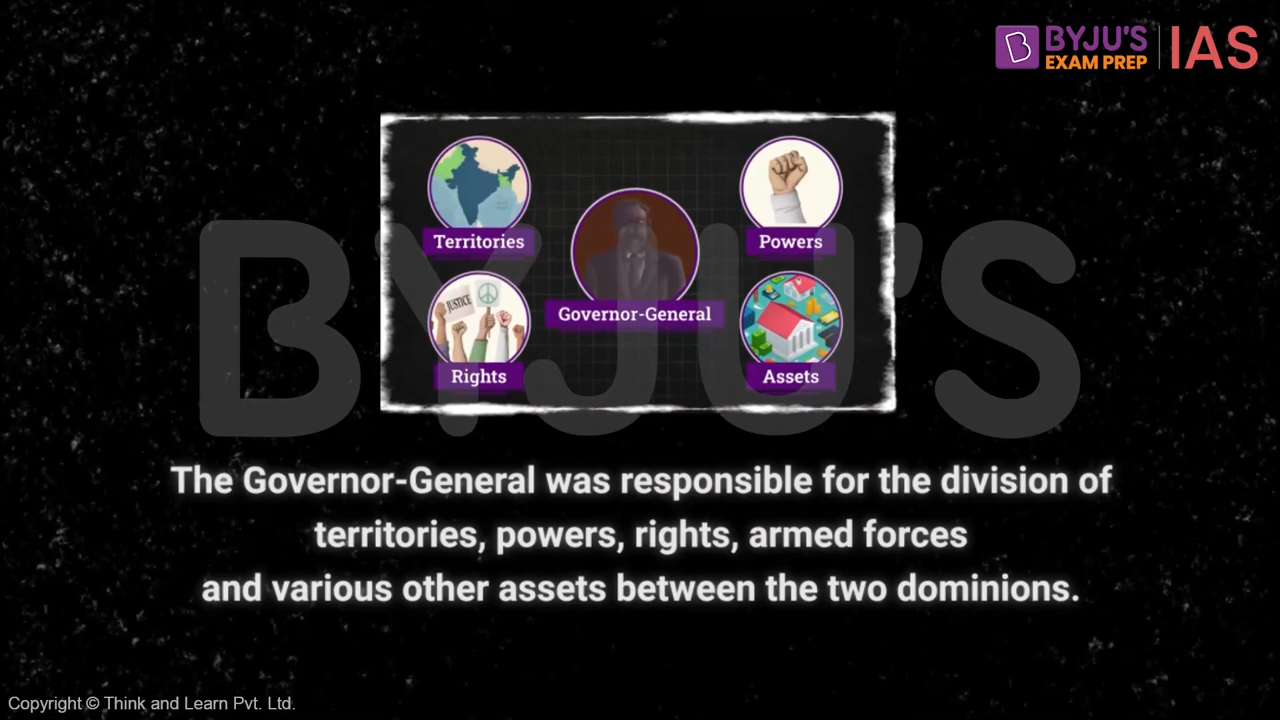 BYJU'S
EXAM PREP
IAS
Territories
Powers
JUSTICE
Governor-General
Rights
Assets
BYJU'S
The Governor-General was responsible for the division of
territories, powers, rights, armed forces
and various other assets between the two dominions.
Copyright © Think and Learn Pvt. Ltd.